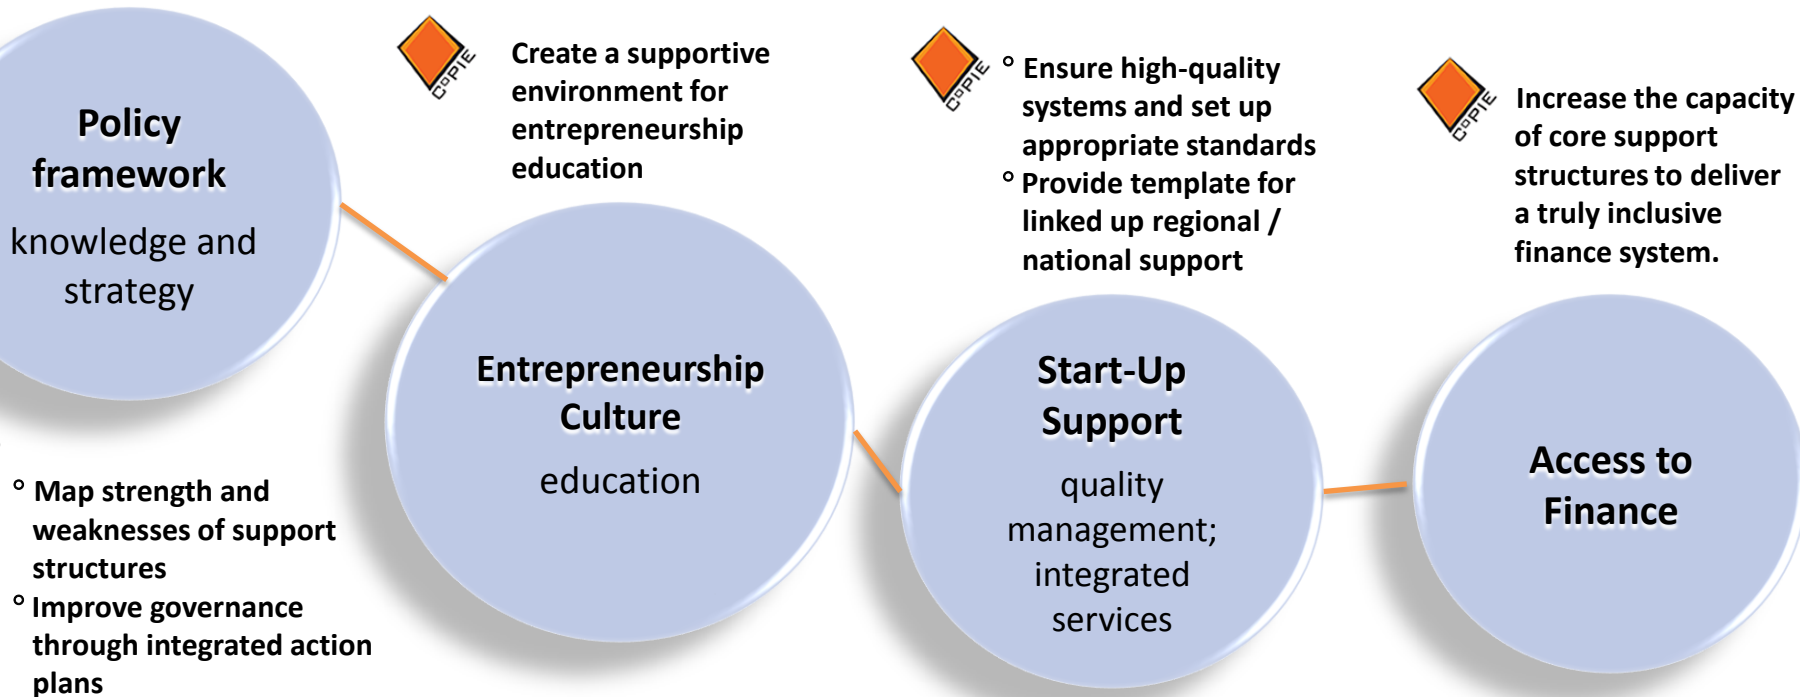 Policy
framework
knowledge and
strategy
° Map strength and
weaknesses of support
structures
° Improve governance
through integrated action
plans
CoPIE
Create a supportive
environment for
entrepreneurship
education
Entrepreneurship
Culture
education
CoPIE
° Ensure high-quality
systems and set up
appropriate standards
° Provide template for
linked up regional /
national support
Start-Up
Support
quality
management;
integrated
services
CoPIE
Increase the capacity
of core support
structures to deliver
a truly inclusive
finance system.
Access to
Finance